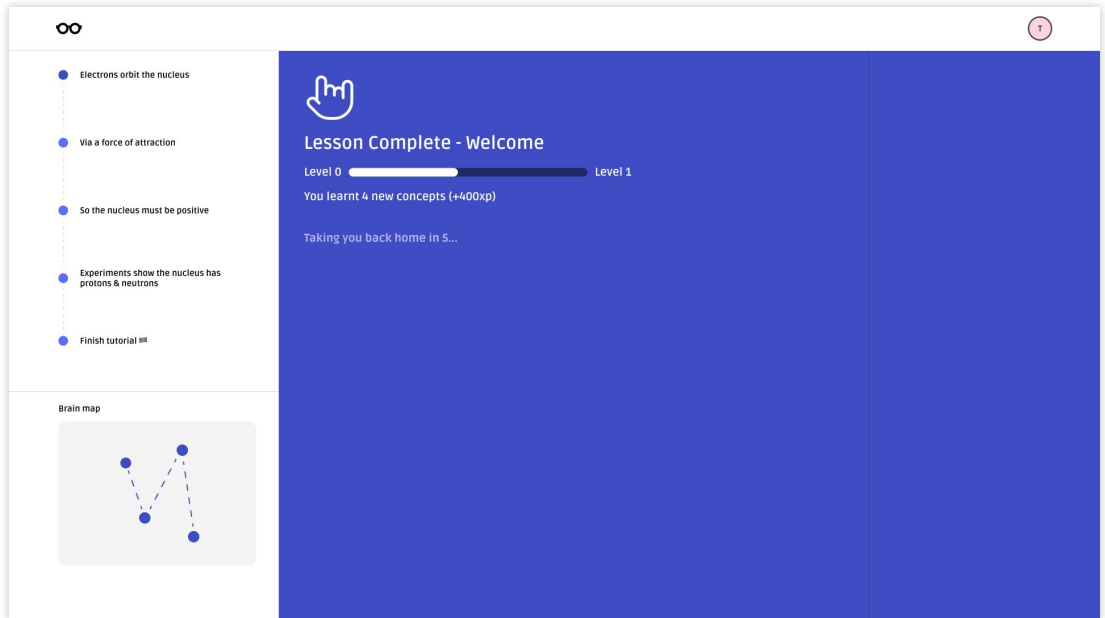 T
Electrons orbit the nucleus
Via a force of attraction
So the nucleus must be positive
Experiments show the nucleus has
protons & neutrons
Finish tutorial
Brain map
Lesson Complete - Welcome
Level 0
Level 1
You learnt 4 new concepts (+400xp)
Taking you back home in 5...